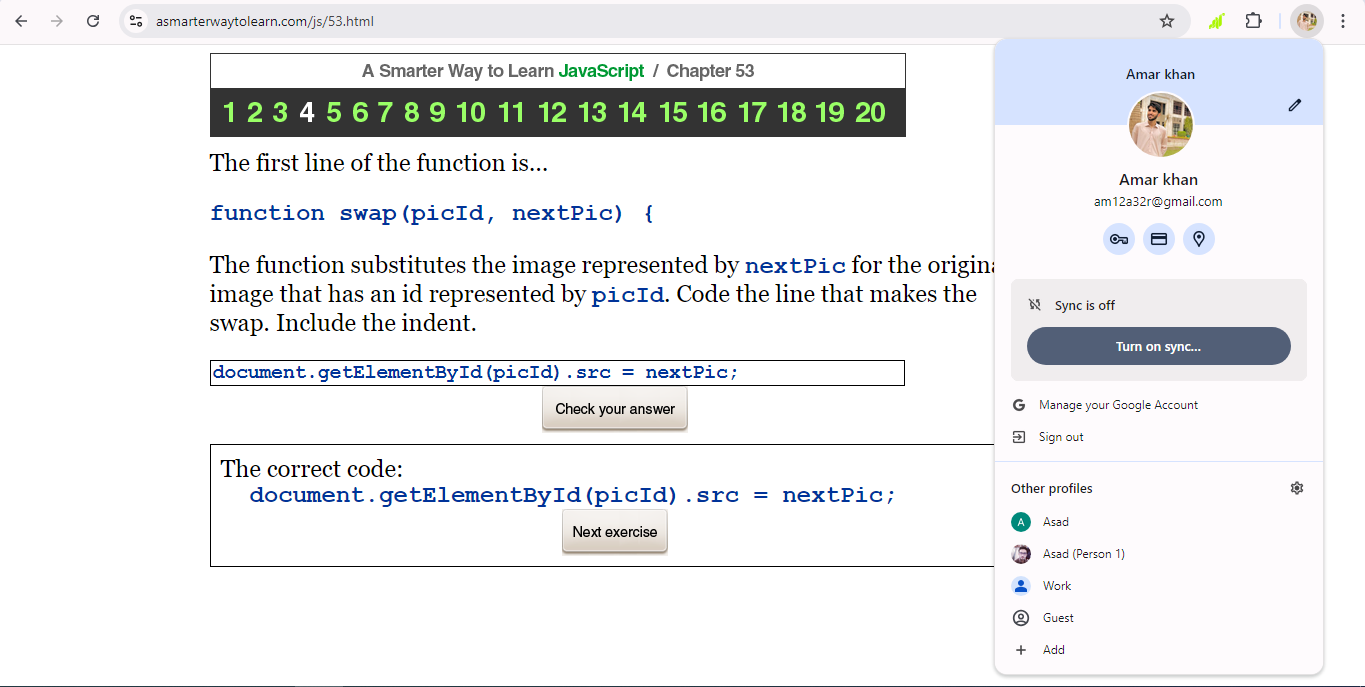 asmarterwaytolearn.com/js/53.html
A Smarter Way to Learn JavaScript / Chapter 53
1 2 3 4 5 6 7 8 9 10 11 12 13 14 15 16 17 18 19 20
The first line of the function is...
function swap(picId, nextPic) {
The function substitutes the image represented by nextPic for the origina
image that has an id represented by picId. Code the line that makes the
swap. Include the indent.
document.getElementById(picId).src = nextPic;
Check your answer
The correct code:
document.getElementById(picId).src = nextPic;
Next exercise
Amar khan
Amar khan
am12a32r@gmail.com
Sync is off
Turn on sync...
Manage your Google Account
Sign out
Other profiles
A Asad
Asad (Person 1)
Work
Guest
Add